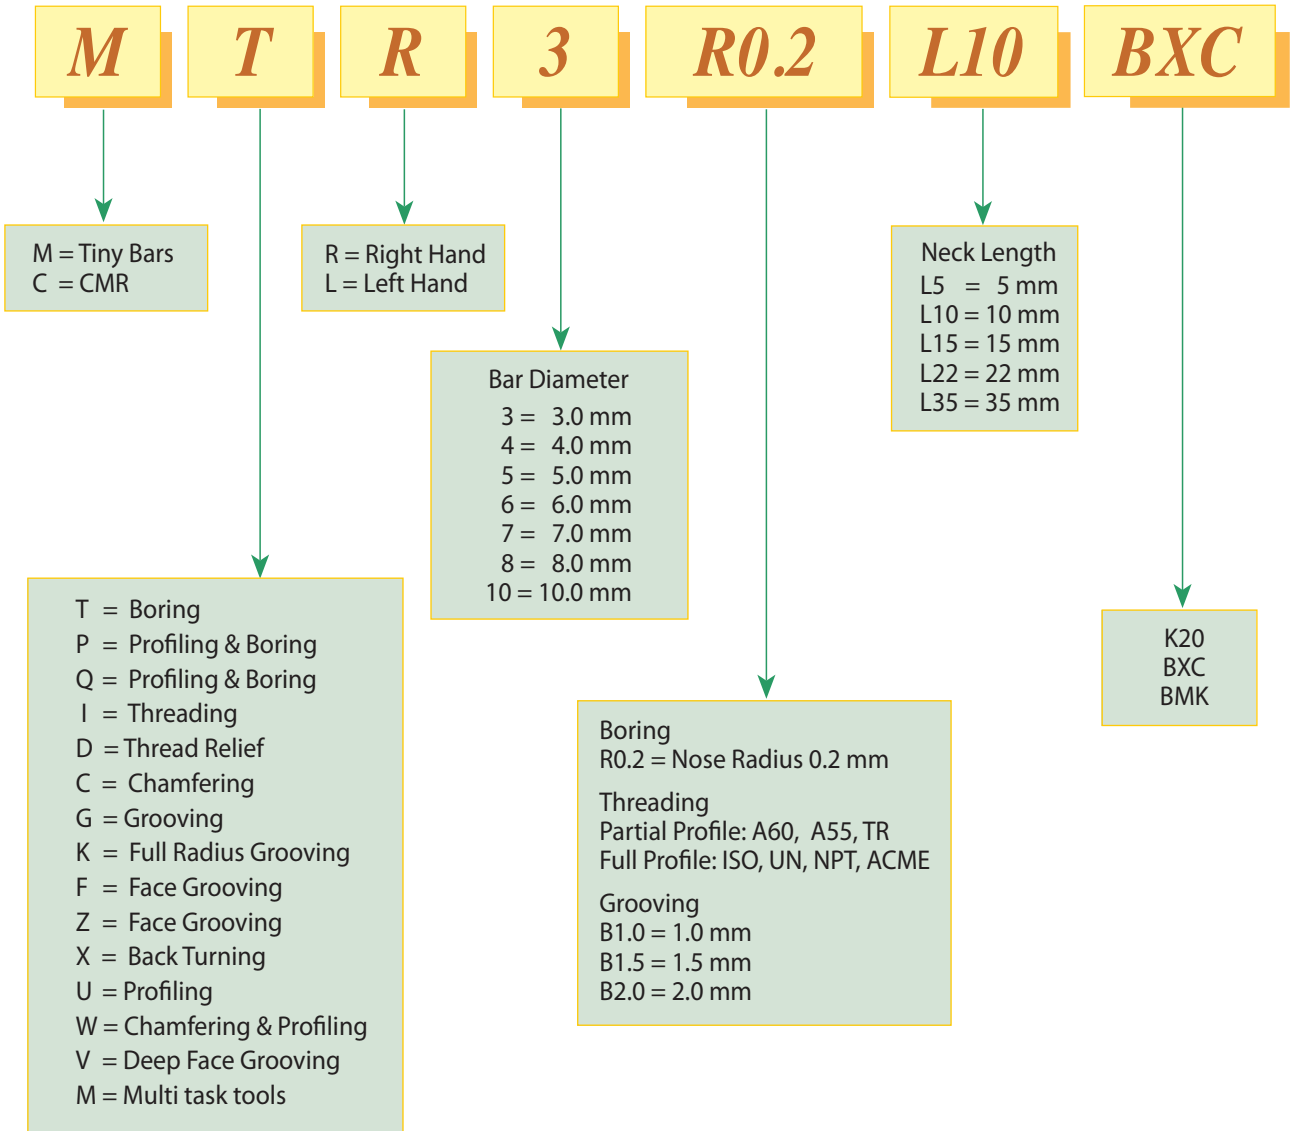 M T R 3 R0.2 L10 BXC
M = Tiny Bars
C = CMR
R = Right Hand
L = Left Hand
Neck Length
L5 = 5 mm
L10 = 10 mm
L15 = 15 mm
L22 = 22 mm
L35 = 35 mm
Bar Diameter
3 = 3.0 mm
4 = 4.0 mm
5 = 5.0 mm
6 = 6.0 mm
7 = 7.0 mm
8 = 8.0 mm
10 = 10.0 mm
T = Boring
P = Profiling & Boring
Q = Profiling & Boring
I = Threading
D = Thread Relief
C = Chamfering
G = Grooving
K = Full Radius Grooving
F = Face Grooving
Z = Face Grooving
X = Back Turning
U = Profiling
W = Chamfering & Profiling
V = Deep Face Grooving
M = Multi task tools
Boring
R0.2 = Nose Radius 0.2 mm
Threading
Partial Profile: A60, A55, TR
Full Profile: ISO, UN, NPT, ACME
Grooving
B1.0 = 1.0 mm
B1.5 = 1.5 mm
B2.0 = 2.0 mm
K20
BXC
BMK